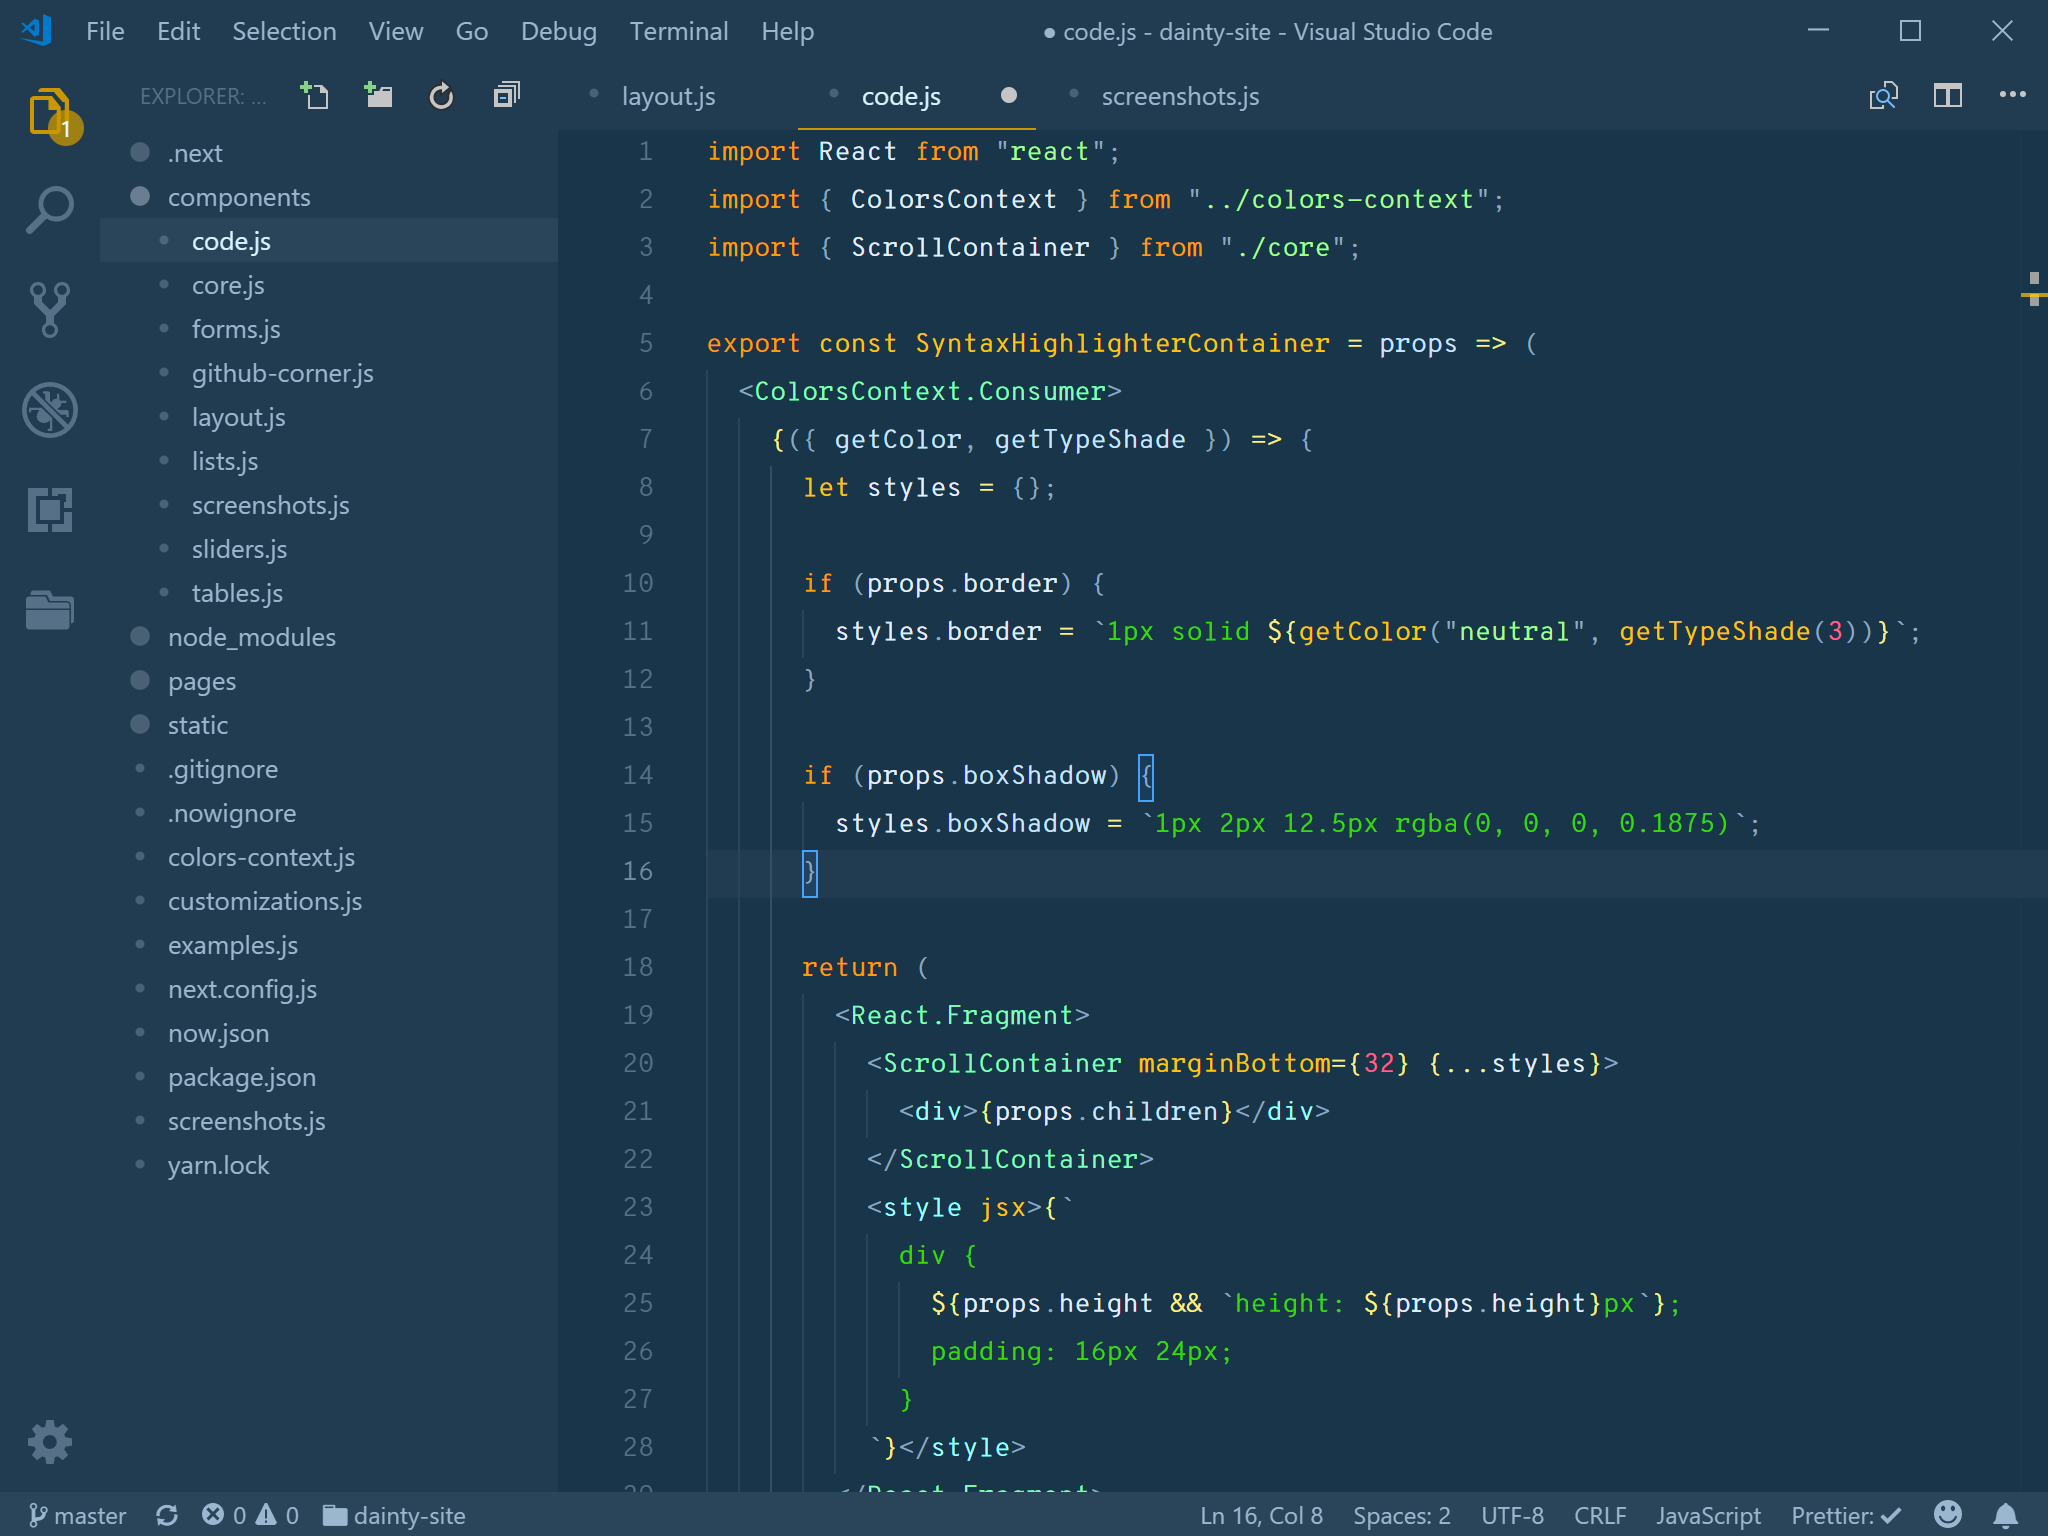 File Edit Selection View Go Debug Terminal Help
● code.js - dainty-site - Visual Studio Code
EXPLORER: ...
1
.next
components
code.js
core.js
forms.js
github-corner.js
layout.js
lists.js
screenshots.js
sliders.js
tables.js
node_modules
pages
static
.gitignore
.nowignore
colors-context.js
customizations.js
examples.js
next.config.js
now.json
package.json
screenshots.js
yarn.lock
layout.js code.js screenshots.js
1 import React from "react";
2 import { ColorsContext } from "../colors-context";
3 import { ScrollContainer } from "./core";
4
5 export const SyntaxHighlighterContainer = props => (
6 <ColorsContext.Consumer>
7 {({ getColor, getTypeShade }) => {
8 let styles = {};
9
10 if (props.border) {
11 styles.border = `1px solid ${getColor("neutral", getTypeShade(3))}`;
12 }
13
14 if (props.boxShadow) {
15 styles.boxShadow = `1px 2px 12.5px rgba(0, 0, 0, 0.1875)`;
16 }
17
18 return (
19 <React.Fragment>
20 <ScrollContainer marginBottom={32} {...styles}>
21 <div>{props.children}</div>
22 </ScrollContainer>
23 <style jsx>{`
24 div {
25 ${props.height && `height: ${props.height}px`};
26 padding: 16px 24px;
27 }
28 `}</style>
29 </React.Fragment>
master 0 0 dainty-site
Ln 16, Col 8 Spaces: 2 UTF-8 CRLF JavaScript Prettier: ✓